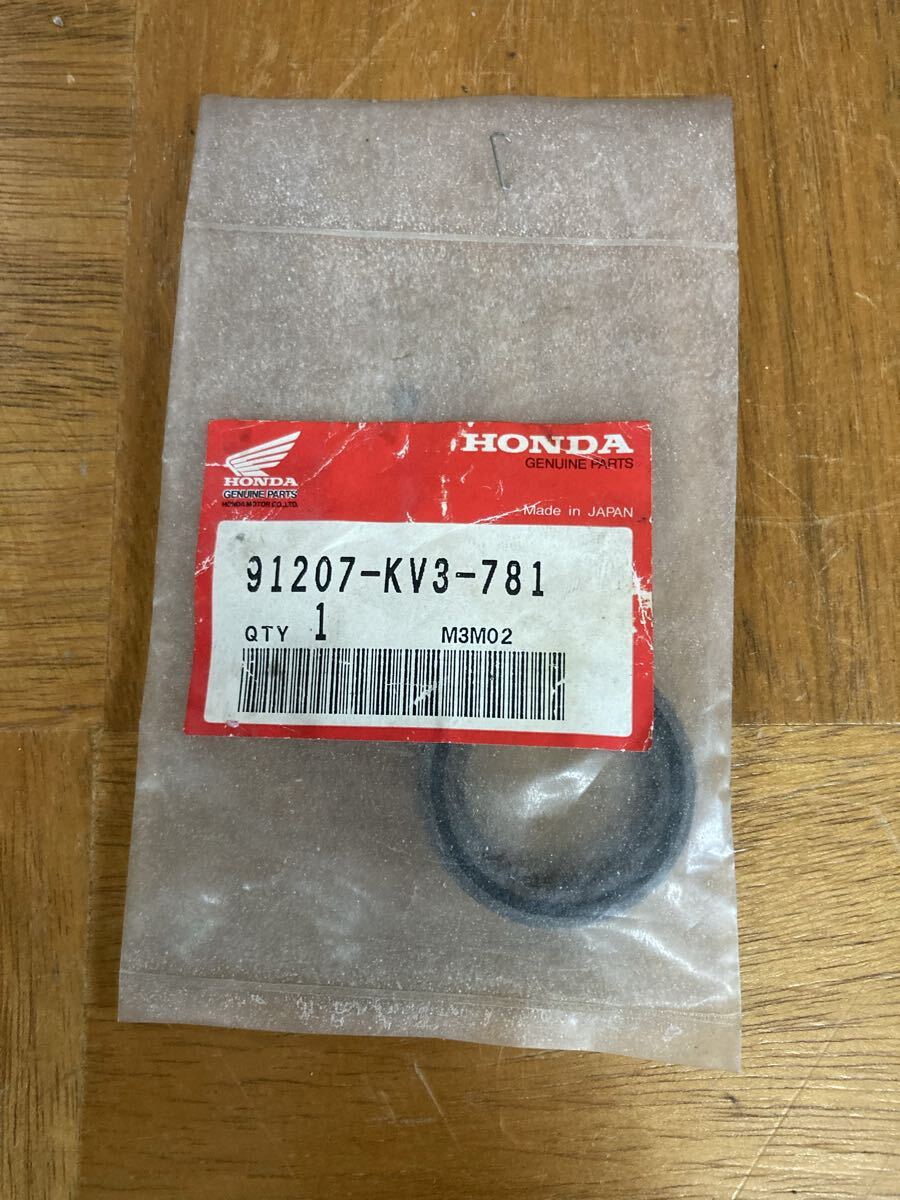 HONDA
GENUINE PARTS
HONDA MOTOR CO., LTD.
HONDA
GENUINE PARTS
Made in JAPAN
91207-KV3-781
QTY 1 M3M02